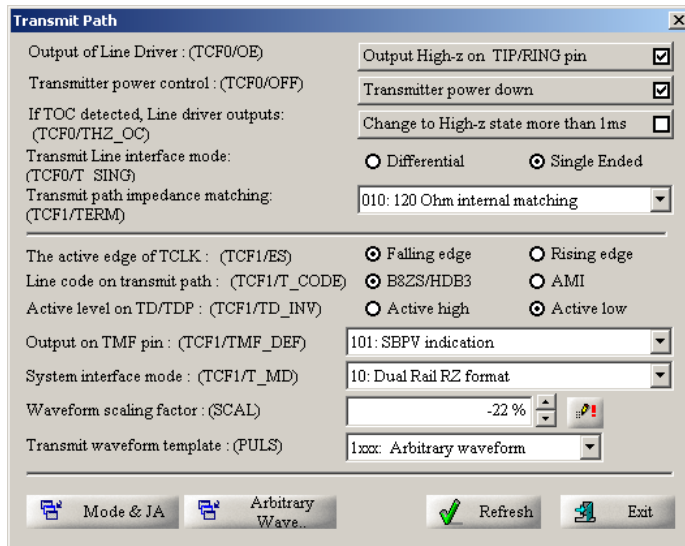 Transmit Path
Output of Line Driver : (TCF0/OE)
Output High-z on TIP/RING pin
Transmitter power control : (TCF0/OFF)
Transmitter power down
If TOC detected, Line driver outputs:
(TCF0/THZ_OC)
Change to High-z state more than 1ms
Transmit Line interface mode:
(TCF0/T_SING)
Differential
Single Ended
Transmit path impedance matching:
(TCF1/TERM)
010: 120 Ohm internal matching
The active edge of TCLK : (TCF1/ES)
Falling edge
Rising edge
Line code on transmit path : (TCF1/T_CODE)
B8ZS/HDB3
AMI
Active level on TD/TDP : (TCF1/TD_INV)
Active high
Active low
Output on TMF pin : (TCF1/TMF_DEF)
101: SBPV indication
System interface mode : (TCF1/T_MD)
10: Dual Rail RZ format
Waveform scaling factor : (SCAL)
-22 %
Transmit waveform template : (PULS)
1xxx: Arbitrary waveform
Mode & JA
Arbitrary
Wave..
Refresh
Exit